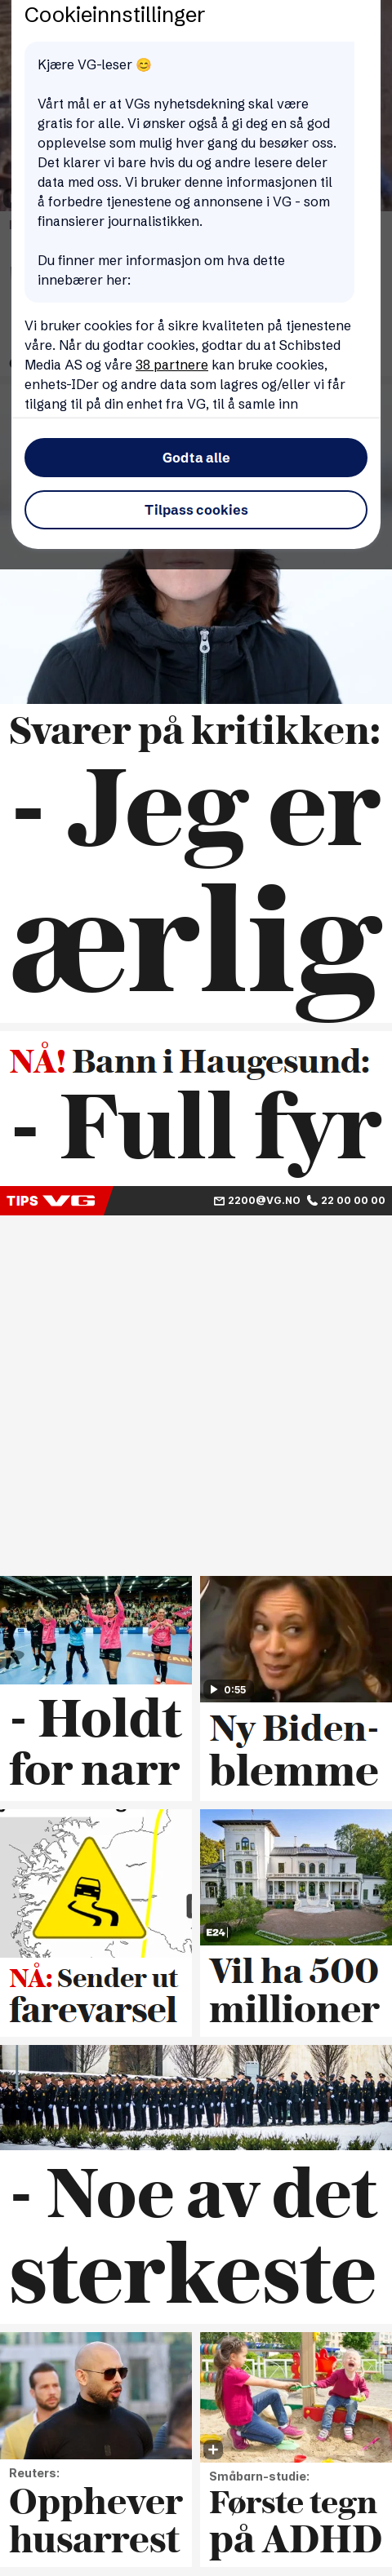 Cookieinnstillinger
Kjære VG-leser 😊
Vårt mål er at VGs nyhetsdekning skal være
gratis for alle. Vi ønsker også å gi deg en så god
opplevelse som mulig hver gang du besøker oss.
Det klarer vi bare hvis du og andre lesere deler
data med oss. Vi bruker denne informasjonen til
å forbedre tjenestene og annonsene i VG - som
finansierer journalistikken.
Du finner mer informasjon om hva dette
innebærer her:
Vi bruker cookies for å sikre kvaliteten på tjenestene
våre. Når du godtar cookies, godtar du at Schibsted
Media AS og våre 38 partnere kan bruke cookies,
enhets-IDer og andre data som lagres og/eller vi får
tilgang til på din enhet fra VG, til å samle inn
Godta alle
Tilpass cookies
Svarer på kritikken:
- Jeg er
ærlig
NÅ! Bann i Haugesund:
- Full fyr
TIPS VG 2200@VG.NO 22 00 00 00
0:55
- Holdt
for narr
Ny Biden-
blemme
E24
NÅ: Sender ut
farevarsel
Vil ha 500
millioner
- Noe av det
sterkeste
Reuters:
Opphever
husarrest
Småbarn-studie:
Første tegn
på ADHD